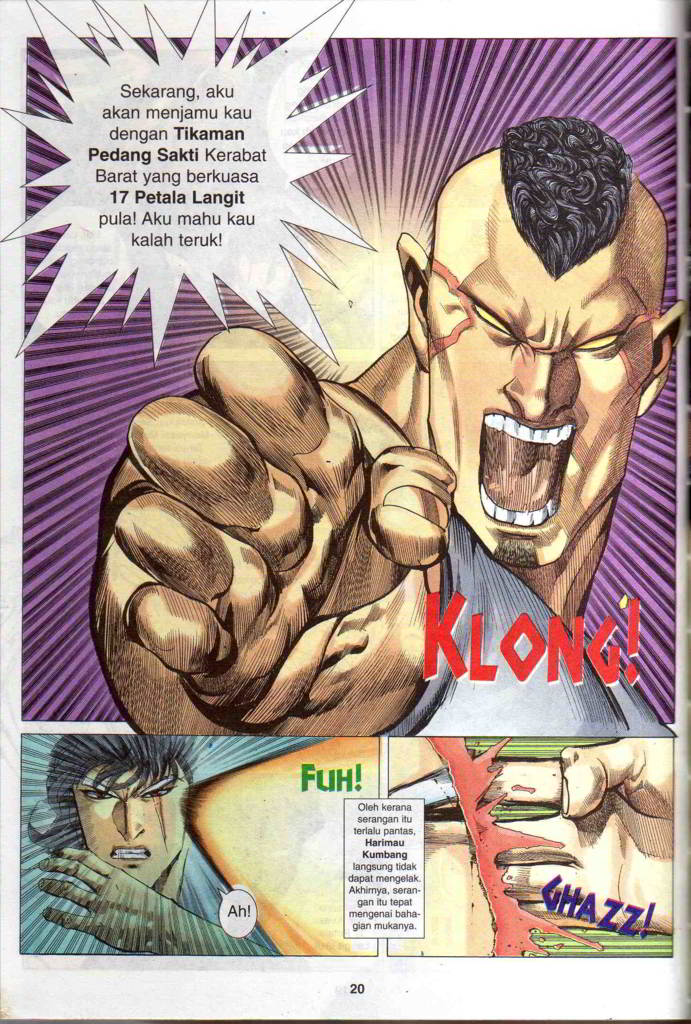 Sekarang, aku
akan menjamu kau
dengan Tikaman
Pedang Sakti Kerabat
Barat yang berkuasa
17 Petala Langit
pula! Aku mahu kau
kalah teruk!
KLONG!
FUH!
Ah!
Oleh kerana
serangan itu
terlalu pantas,
Harimau
Kumbang
langsung tidak
dapat mengelak.
Akhirnya, seran-
gan itu tepat
mengenai baha-
gian mukanya.
GHAZZ!
20